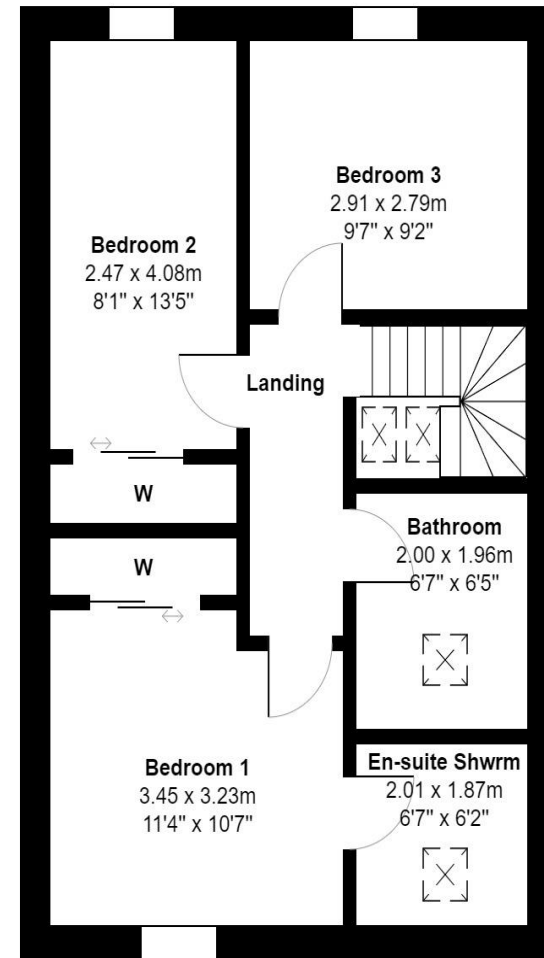 Bedroom 3
2.91 x 2.79m
9'7" x 9'2"
Bedroom 2
2.47 x 4.08m
8'1" x 13'5"
Landing
W
W
Bathroom
2.00 x 1.96m
6'7" x 6'5"
Bedroom 1
3.45 x 3.23m
11'4" x 10'7"
En-suite Shwrm
2.01 x 1.87m
6'7" x 6'2"